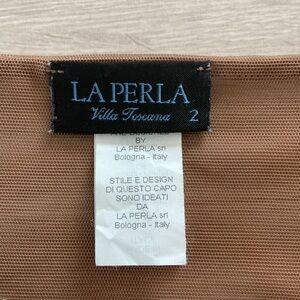 LA PERLA
Villa Toscana 2
BY
LA PERLA srl
Bologna - Italy
STILE E DESIGN
DI QUESTO CAPO
SONO IDEATI
DA
LA PERLA srl
Bologna - Italy